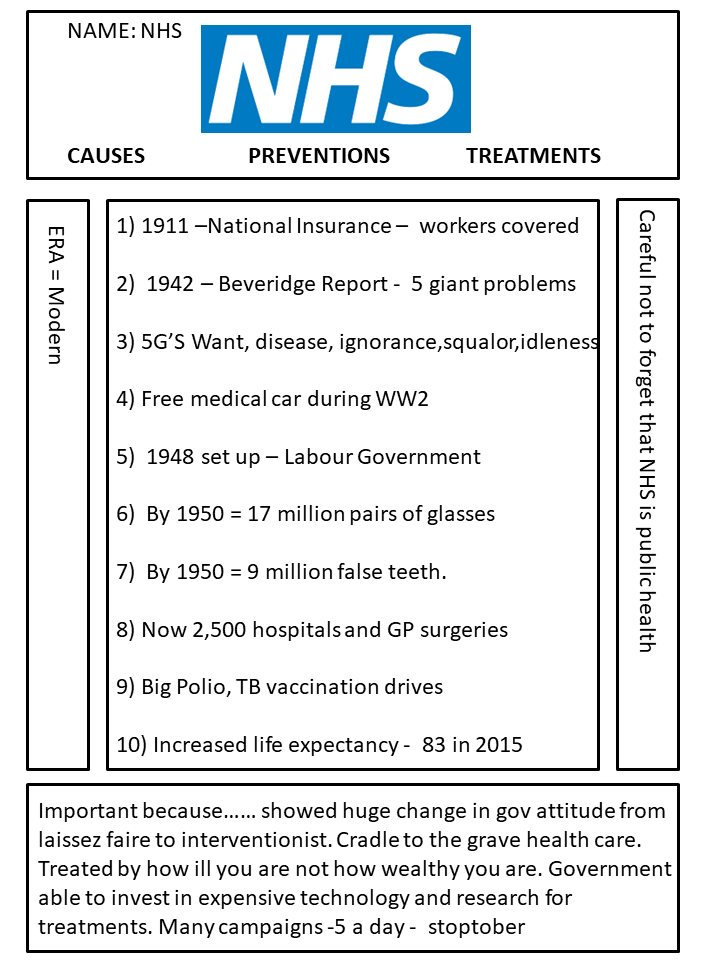 NAME: NHS
NHS
CAUSES PREVENTIONS TREATMENTS
ERA = Modern
1) 1911 –National Insurance – workers covered
2) 1942 – Beveridge Report - 5 giant problems
3) 5G’S Want, disease, ignorance,squalor,idleness
4) Free medical car during WW2
5) 1948 set up – Labour Government
6) By 1950 = 17 million pairs of glasses
7) By 1950 = 9 million false teeth.
8) Now 2,500 hospitals and GP surgeries
9) Big Polio, TB vaccination drives
10) Increased life expectancy - 83 in 2015
Careful not to forget that NHS is public health
Important because…… showed huge change in gov attitude from
laissez faire to interventionist. Cradle to the grave health care.
Treated by how ill you are not how wealthy you are. Government
able to invest in expensive technology and research for
treatments. Many campaigns -5 a day - stoptober